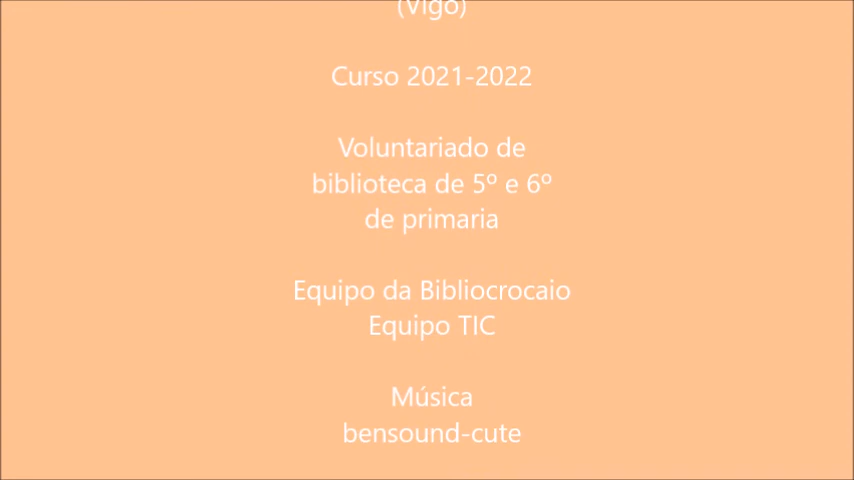 (Vigo)
Curso 2021-2022
Voluntariado de
biblioteca de 5º e 6º
de primaria
Equipo da Bibliocrocaio
Equipo TIC
Música
bensound-cute